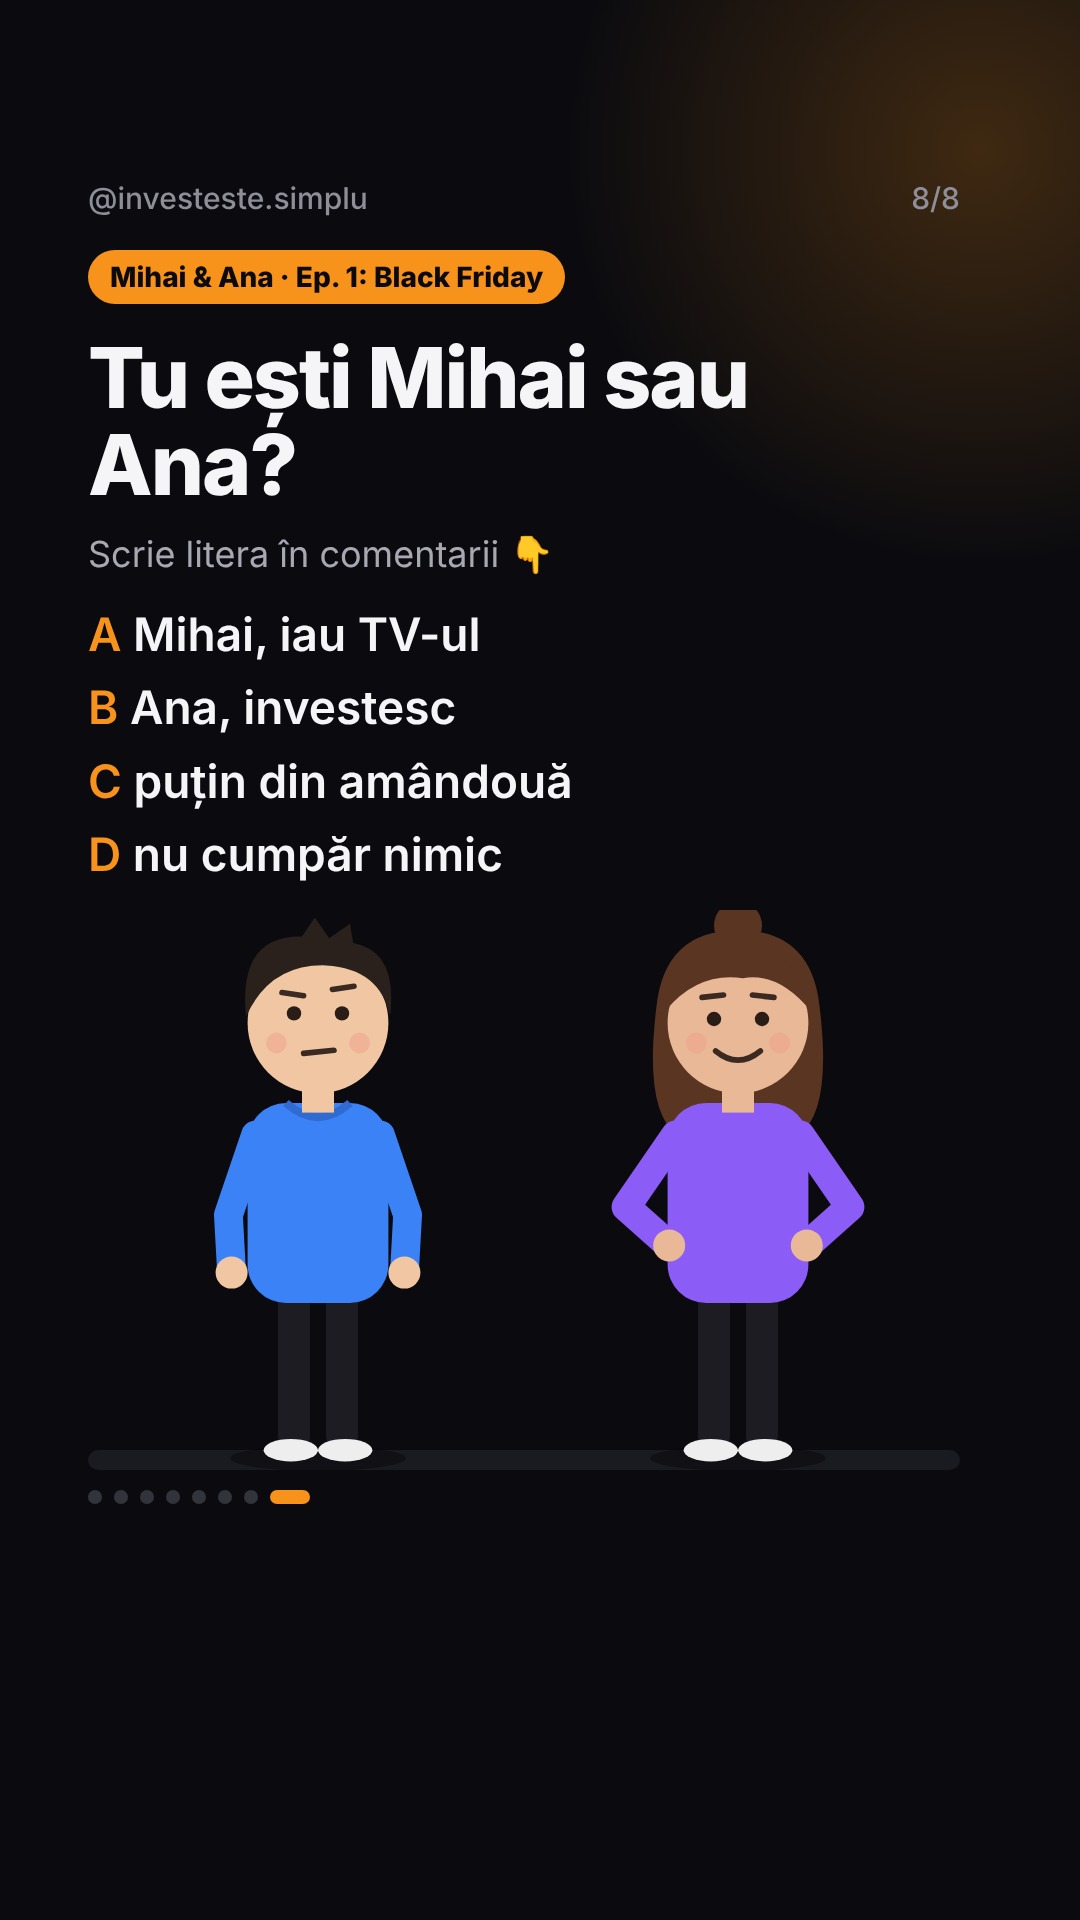 @investeste.simplu
8/8
Mihai & Ana · Ep. 1: Black Friday
Tu ești Mihai sau
Ana?
Scrie litera în comentarii 👇
A Mihai, iau TV-ul
B Ana, investesc
C puțin din amândouă
D nu cumpăr nimic